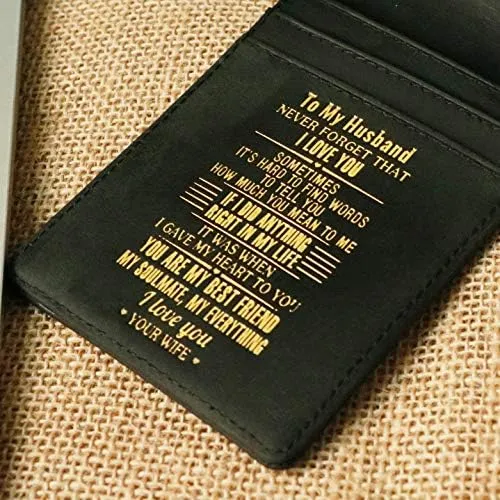 To My Husband
NEVER FORGET THAT
I LOVE YOU
SOMETIMES
IT'S HARD TO FIND WORDS
TO TELL YOU
HOW MUCH YOU MEAN TO ME
IF I DID ANYTHING
RIGHT IN MY LIFE
IT WAS WHEN
I GAVE MY HEART TO YOU
YOU ARE MY BEST FRIEND
MY SOULMATE, MY EVERYTHING
I love you
YOUR WIFE